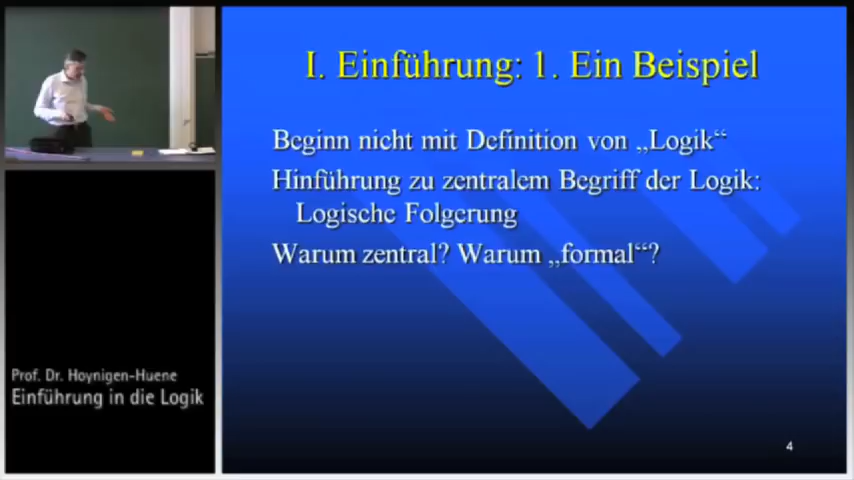 I. Einführung: 1. Ein Beispiel
Beginn nicht mit Definition von „Logik“
Hinführung zu zentralem Begriff der Logik:
Logische Folgerung
Warum zentral? Warum „formal“?
Prof. Dr. Hoynigen-Huene
Einführung in die Logik
4